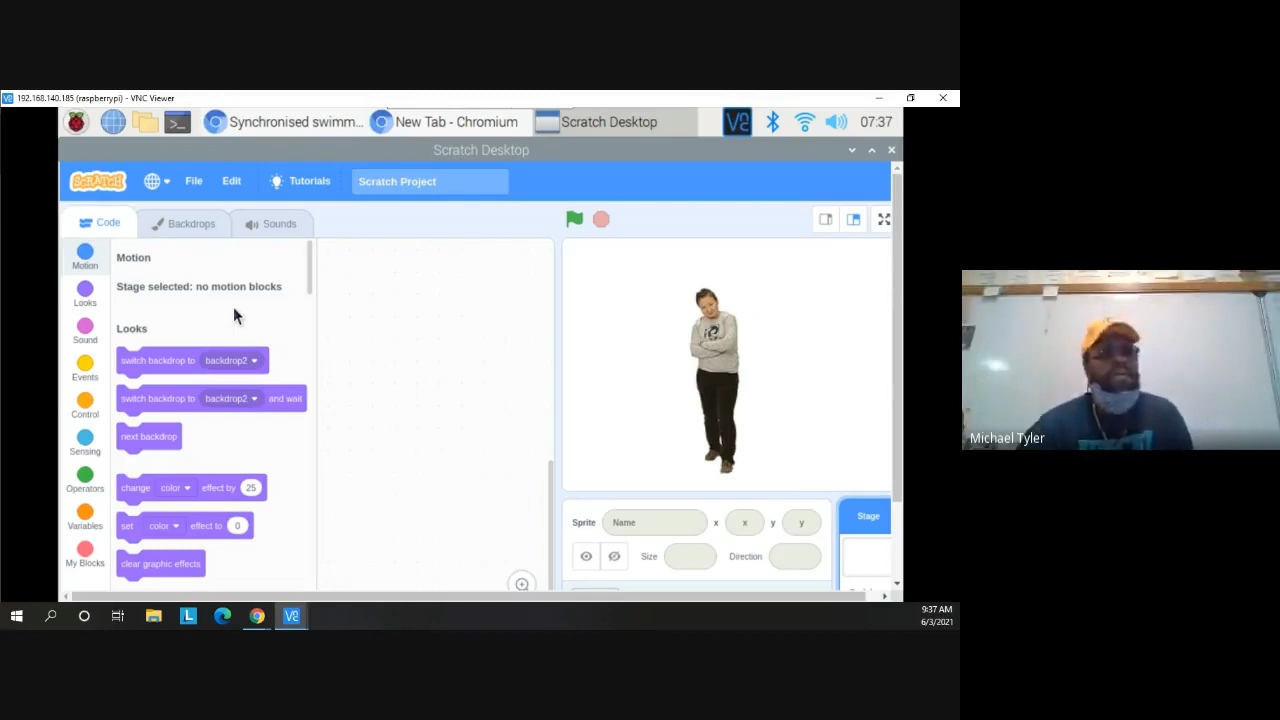 192.168.140.185 (raspberrypi) - VNC Viewer
Synchronised swimm...
New Tab - Chromium
Scratch Desktop
07:37
Scratch Desktop
SCRATCH
File
Edit
Tutorials
Scratch Project
Code
Backdrops
Sounds
Motion
Looks
Sound
Events
Control
Sensing
Operators
Variables
My Blocks
Motion
Stage selected: no motion blocks
Looks
switch backdrop to backdrop2
switch backdrop to backdrop2 and wait
next backdrop
change color effect by 25
set color effect to 0
clear graphic effects
Sprite Name x x y y
Size Direction
Stage
Michael Tyler
9:37 AM
6/3/2021